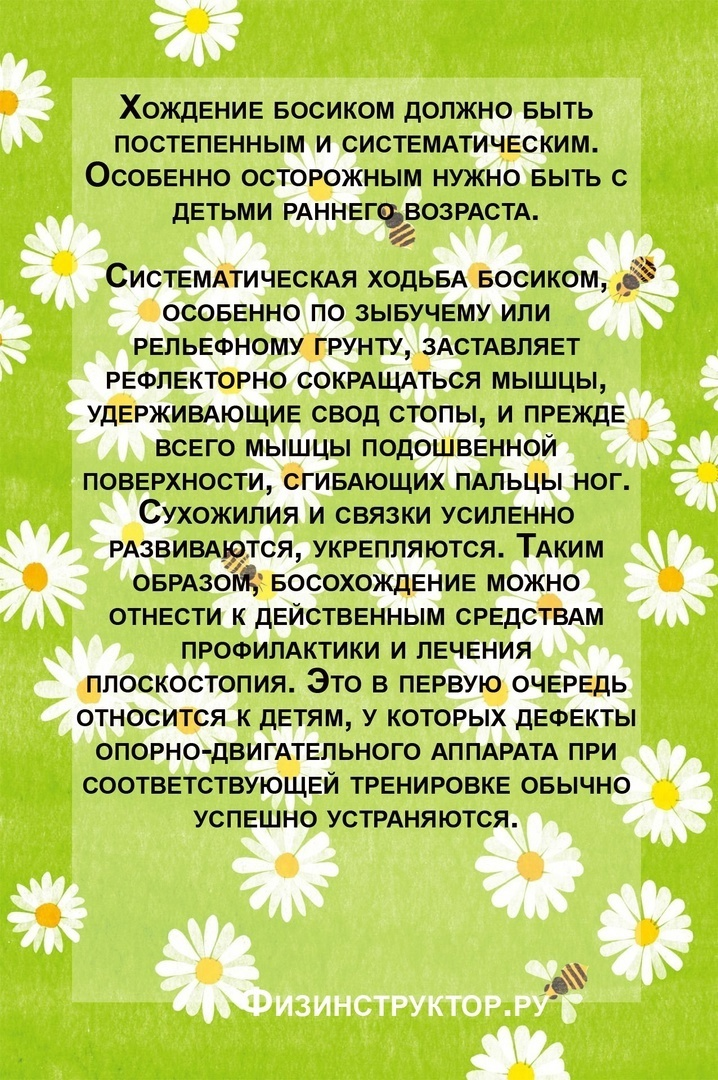 Хождение босиком должно быть
постепенным и систематическим.
Особенно осторожным нужно быть с
детьми раннего возраста.
Систематическая ходьба босиком,
особенно по зыбучему или
рельефному грунту, заставляет
рефлекторно сокращаться мышцы,
удерживающие свод стопы, и прежде
всего мышцы подошвенной
поверхности, сгибающих пальцы ног.
Сухожилия и связки усиленно
развиваются, укрепляются. Таким
образом, босохождение можно
отнести к действенным средствам
профилактики и лечения
плоскостопия. Это в первую очередь
относится к детям, у которых дефекты
опорно-двигательного аппарата при
соответствующей тренировке обычно
успешно устраняются.
Физинструктор.ру